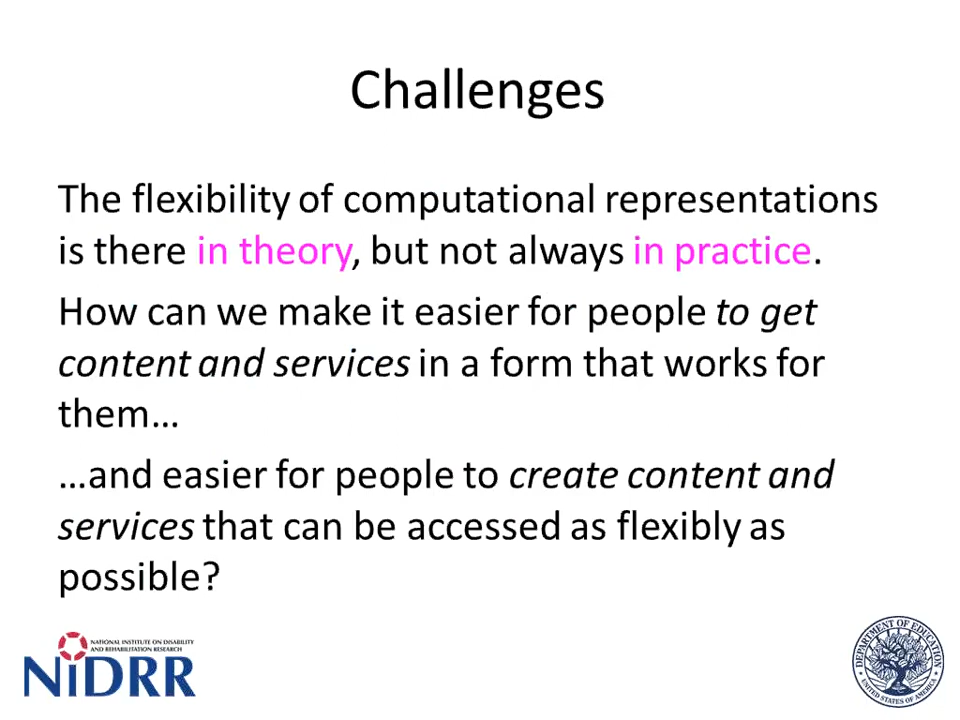 Challenges
The flexibility of computational representations
is there in theory, but not always in practice.
How can we make it easier for people to get
content and services in a form that works for
them…
…and easier for people to create content and
services that can be accessed as flexibly as
possible?
NATIONAL INSTITUTE ON DISABILITY
AND REHABILITATION RESEARCH
NiDRR
DEPARTMENT OF EDUCATION
UNITED STATES OF AMERICA